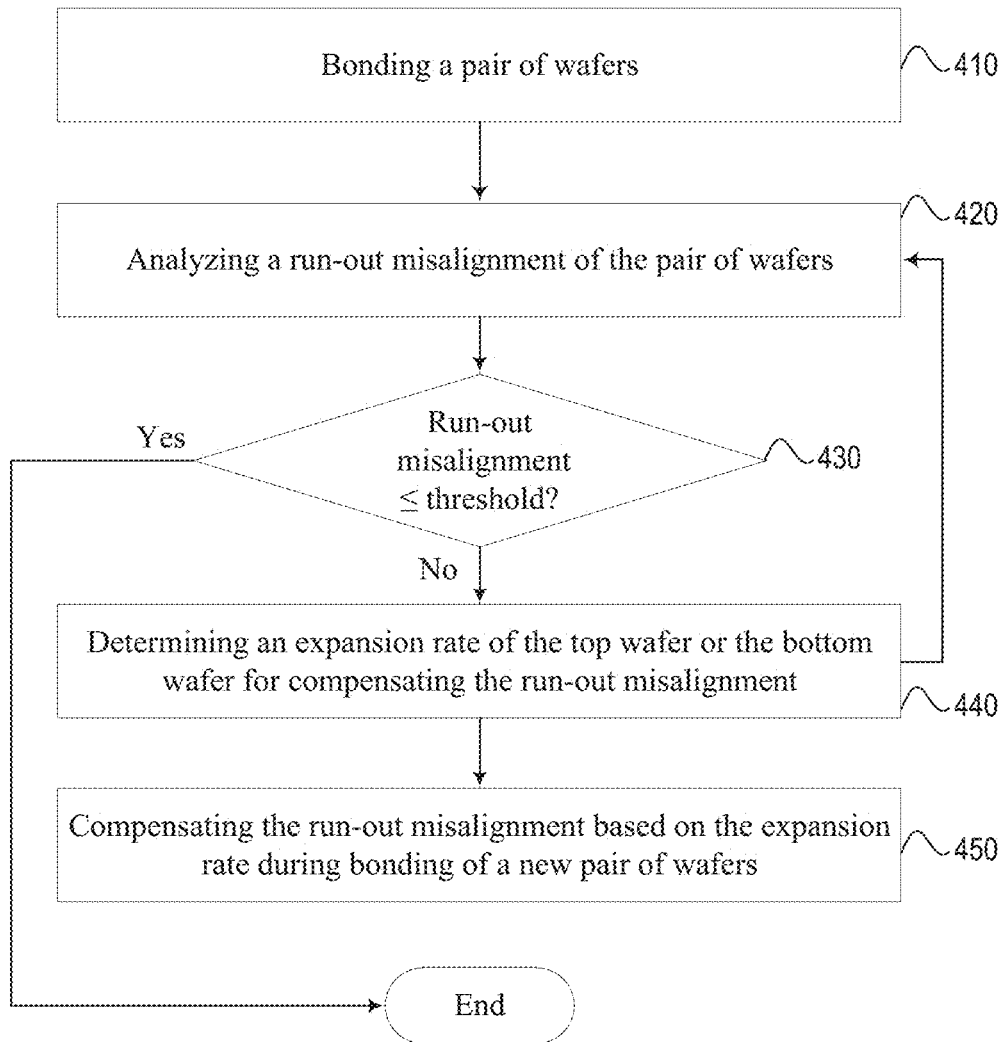 Bonding a pair of wafers
410
420
Analyzing a run-out misalignment of the pair of wafers
Yes
Run-out
misalignment
≤ threshold?
430
No
Determining an expansion rate of the top wafer or the bottom
wafer for compensating the run-out misalignment
440
Compensating the run-out misalignment based on the expansion
rate during bonding of a new pair of wafers
450
End